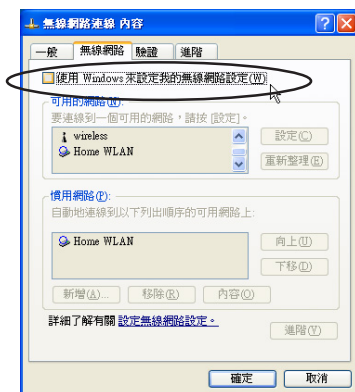 無線網路連線 內容
一般 無線網路 驗證 進階
使用 Windows 來設定我的無線網路設定(W)
可用的網路(N):
要連線到一個可用的網路，請按 [設定]。
wireless
Home WLAN
設定(C)
重新整理(E)
慣用網路(P):
自動地連線到以下列出順序的可用網路上:
Home WLAN
向上(U)
下移(D)
新增(A)... 移除(R) 內容(O)
詳細了解有關 設定無線網路設定。
進階(V)
確定 取消